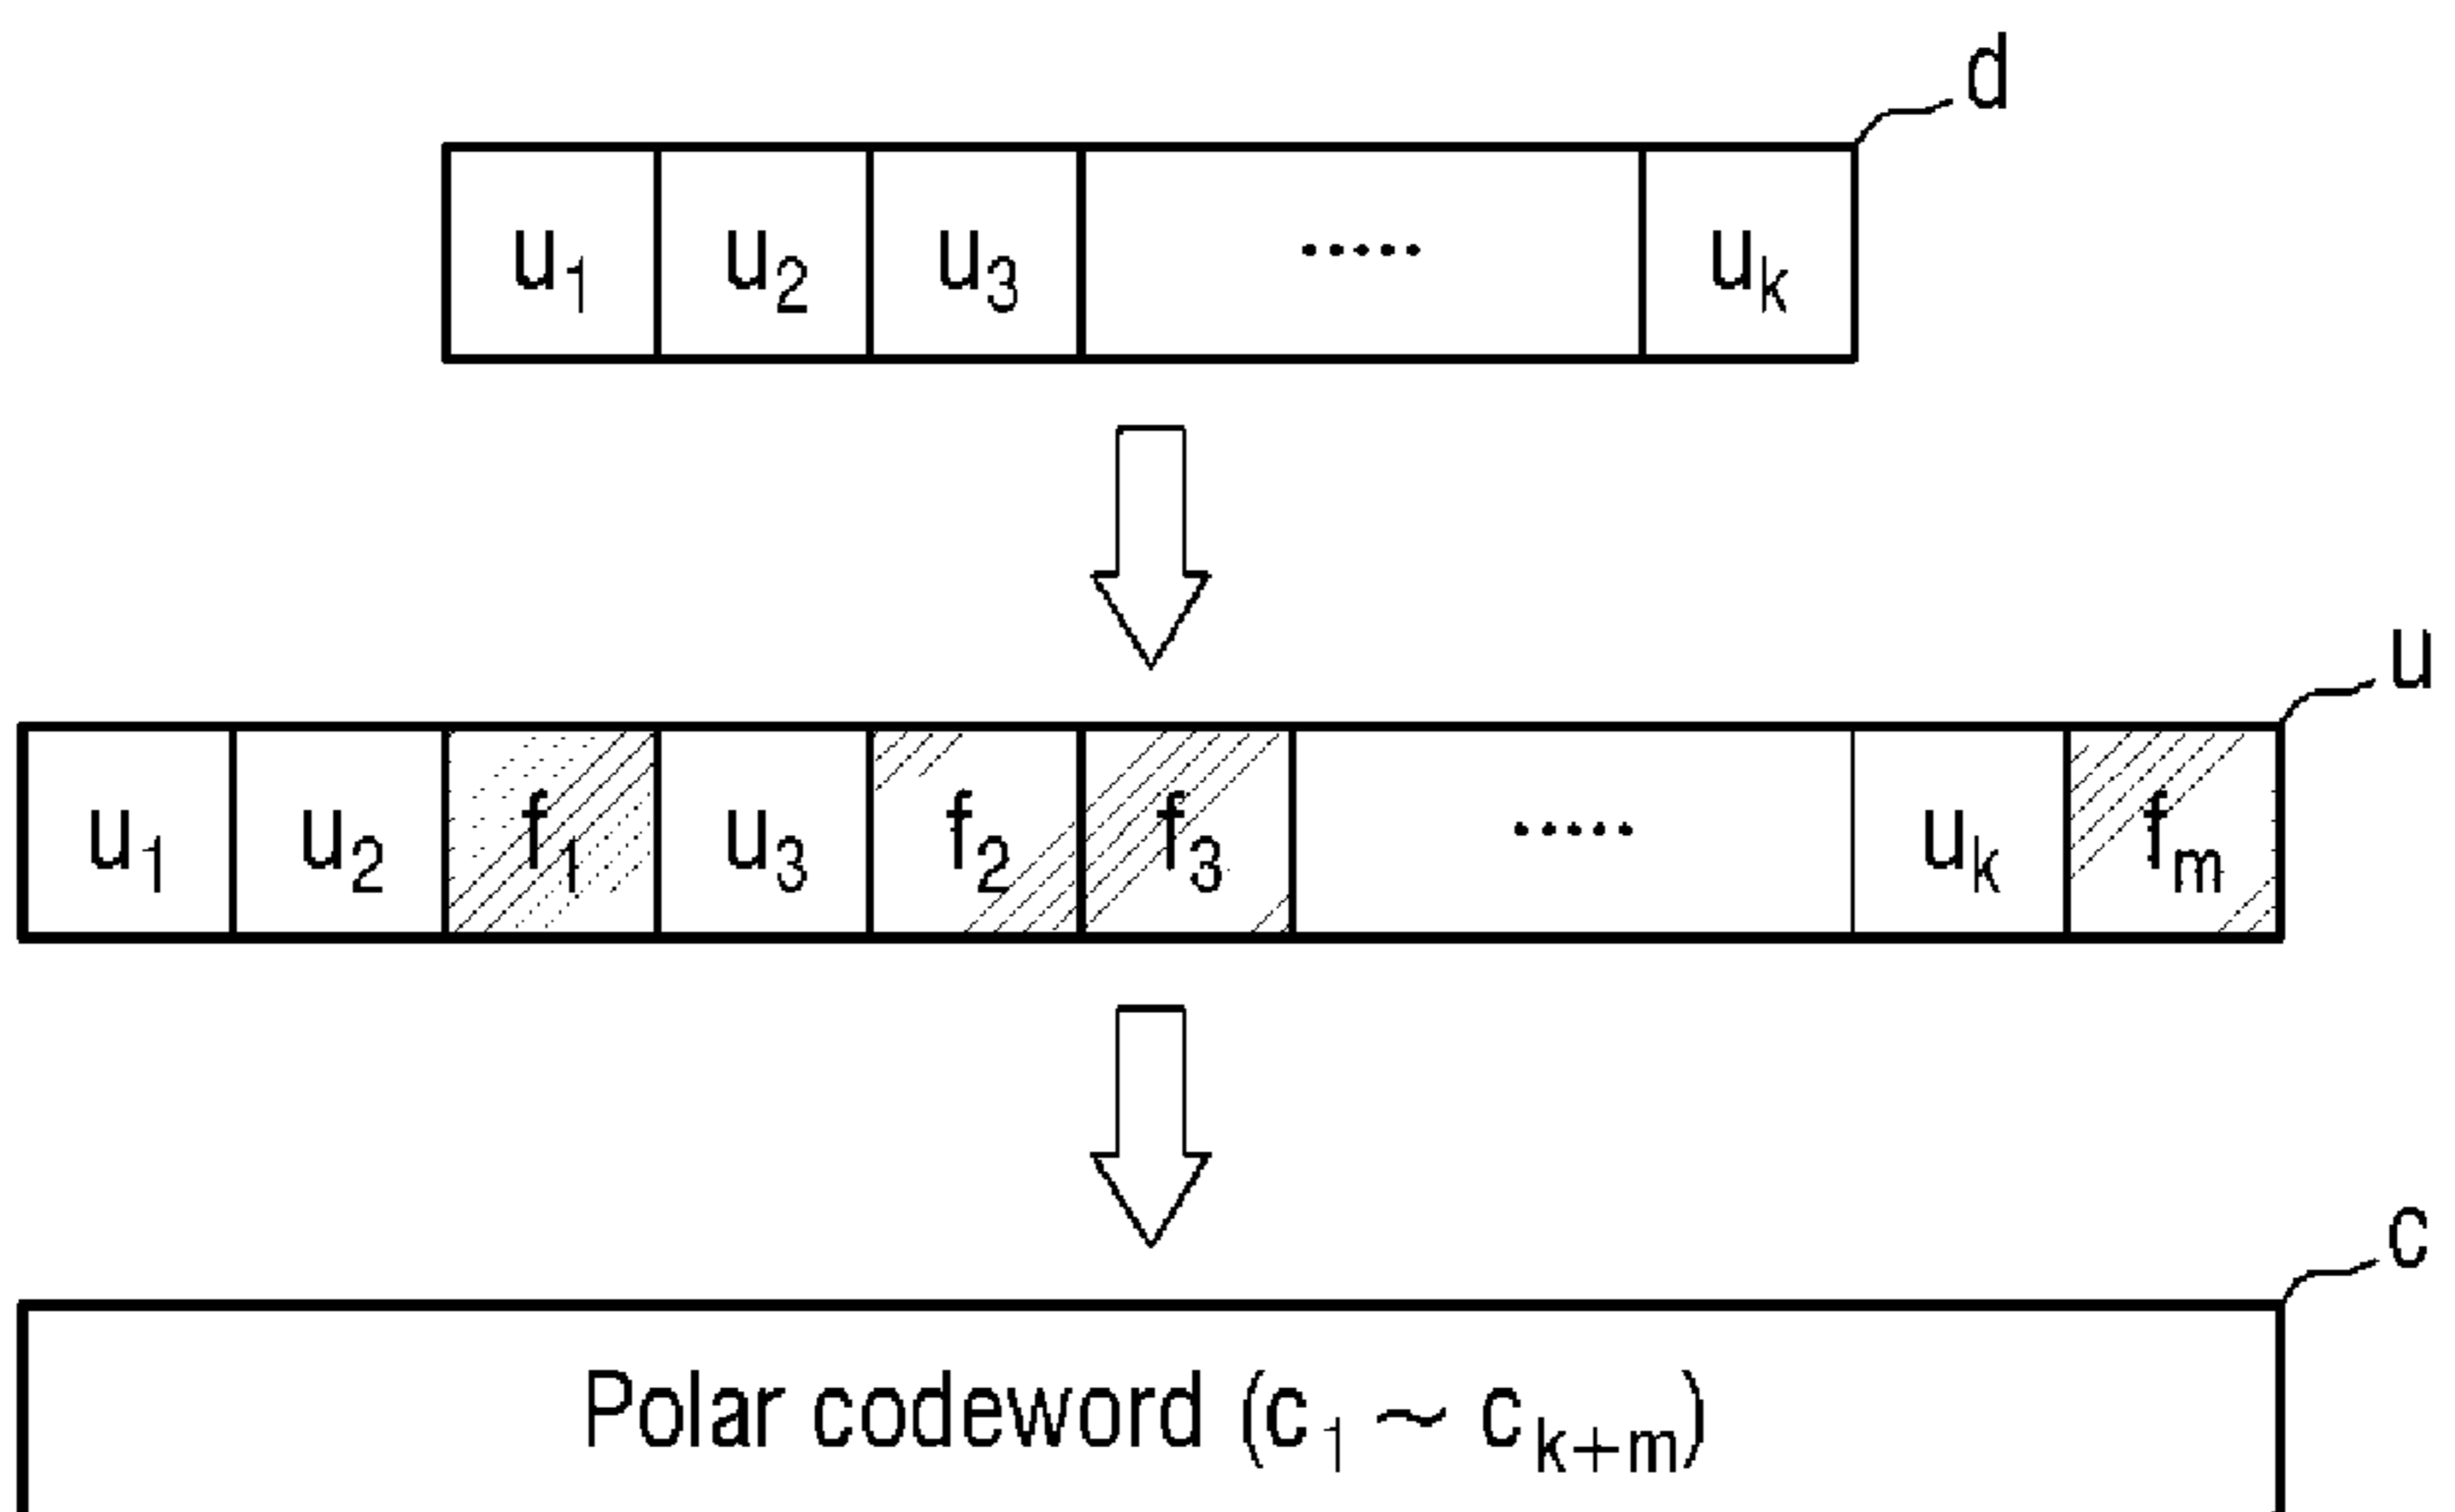 d
u₁ u₂ u₃ ..... uₖ
u
u₁ u₂ f₁ u₃ f₂ f₃ ..... uₖ fₘ
c
Polar codeword (c₁ ~ cₖ₊ₘ)